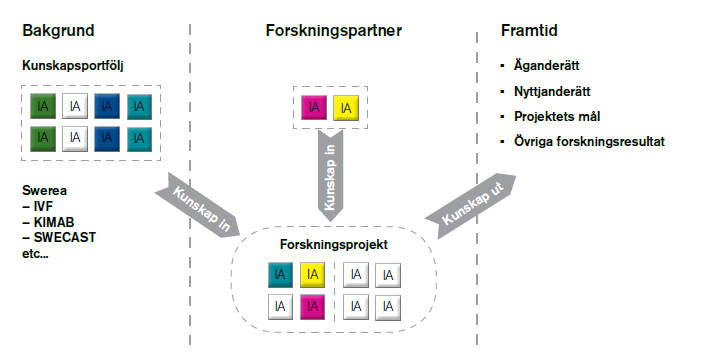 Bakgrund
Kunskapsportfölj
IA IA IA IA
IA IA IA IA
Swerea
– IVF
– KIMAB
– SWECAST
etc...
Kunskap in
Forskningspartner
IA IA
Kunskap in
Forskningsprojekt
IA IA IA IA
IA IA IA IA
Kunskap ut
Framtid
▪ Äganderätt
▪ Nyttjanderätt
▪ Projektets mål
▪ Övriga forskningsresultat